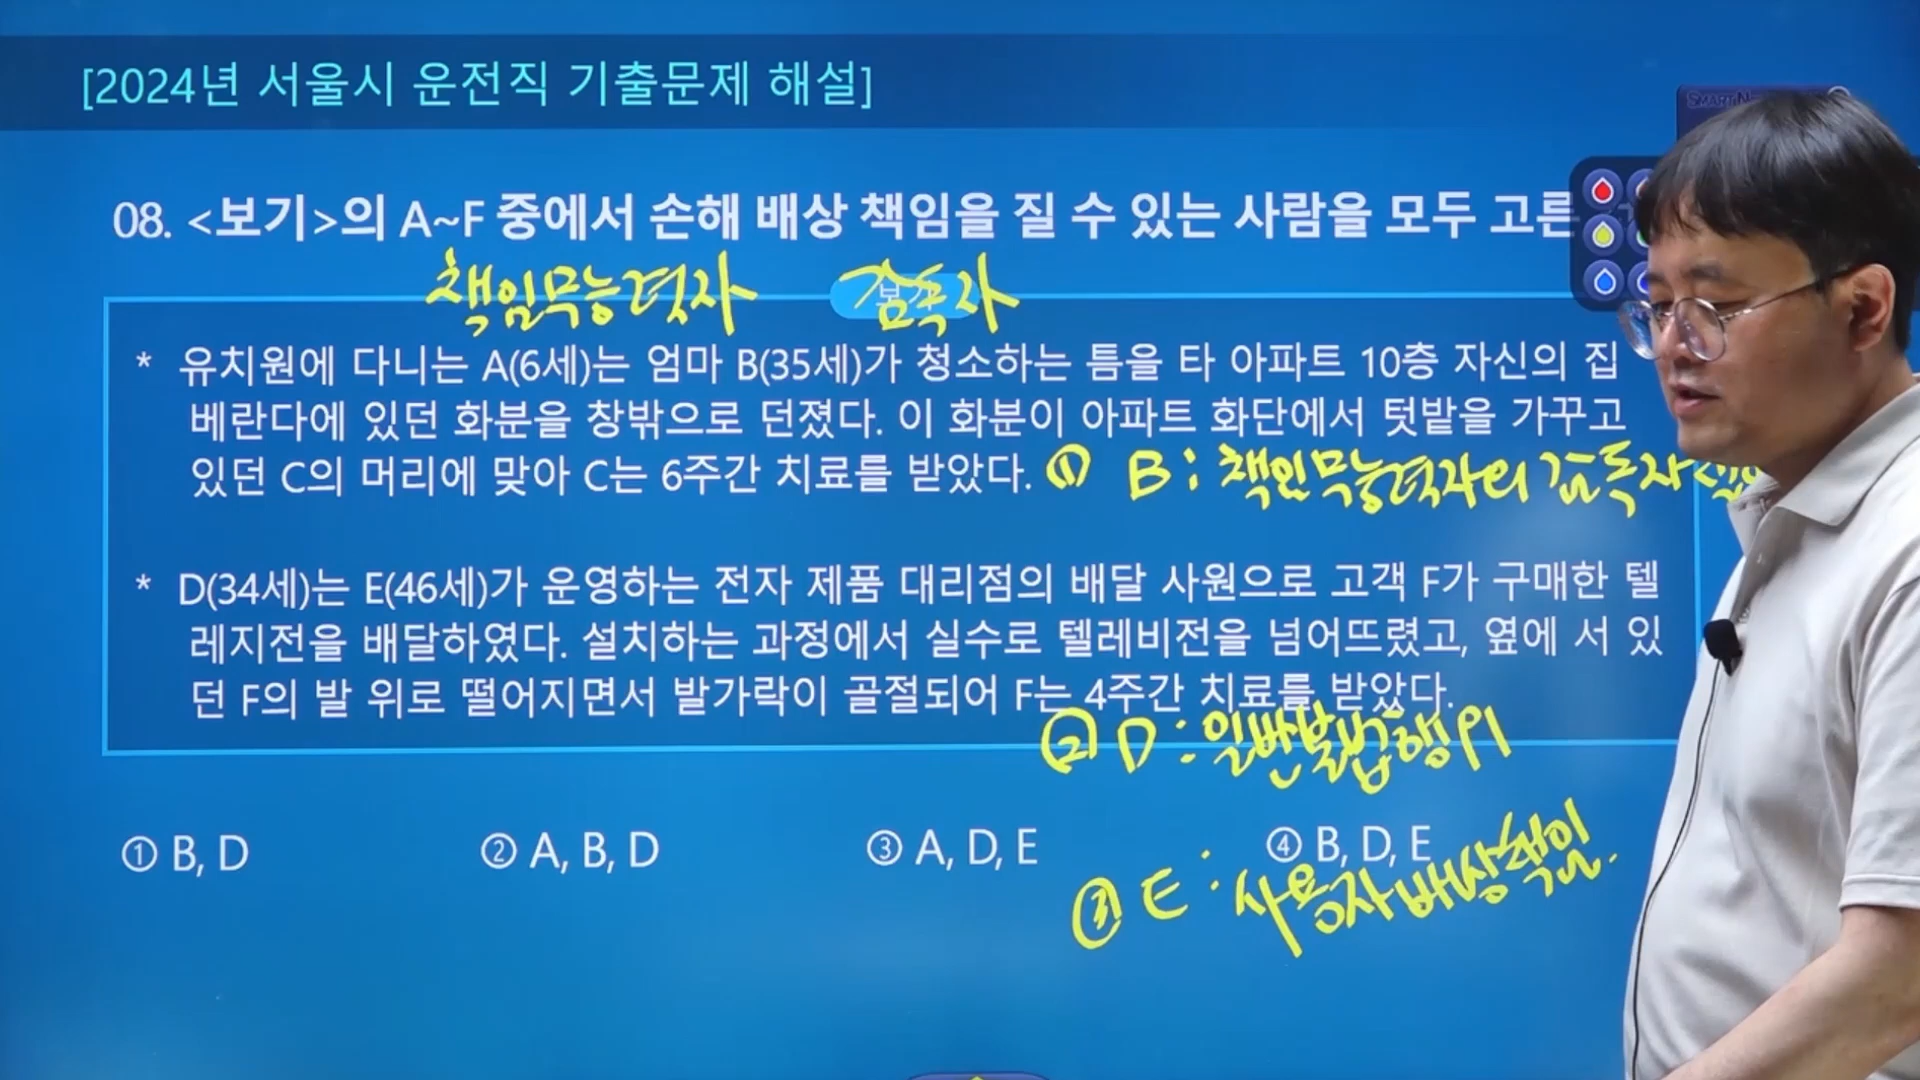 [2024년 서울시 운전직 기출문제 해설]
08. <보기>의 A~F 중에서 손해 배상 책임을 질 수 있는 사람을 모두 고른
책임무능력자 감독자
* 유치원에 다니는 A(6세)는 엄마 B(35세)가 청소하는 틈을 타 아파트 10층 자신의 집
베란다에 있던 화분을 창밖으로 던졌다. 이 화분이 아파트 화단에서 텃밭을 가꾸고
있던 C의 머리에 맞아 C는 6주간 치료를 받았다. ① B : 책임무능력자의 감독자
* D(34세)는 E(46세)가 운영하는 전자 제품 대리점의 배달 사원으로 고객 F가 구매한 텔
레지전을 배달하였다. 설치하는 과정에서 실수로 텔레비전을 넘어뜨렸고, 옆에 서 있
던 F의 발 위로 떨어지면서 발가락이 골절되어 F는 4주간 치료를 받았다.
② D : 일반불법행위
① B, D ② A, B, D ③ A, D, E ④ B, D, E
③ E : 사용자배상책임.